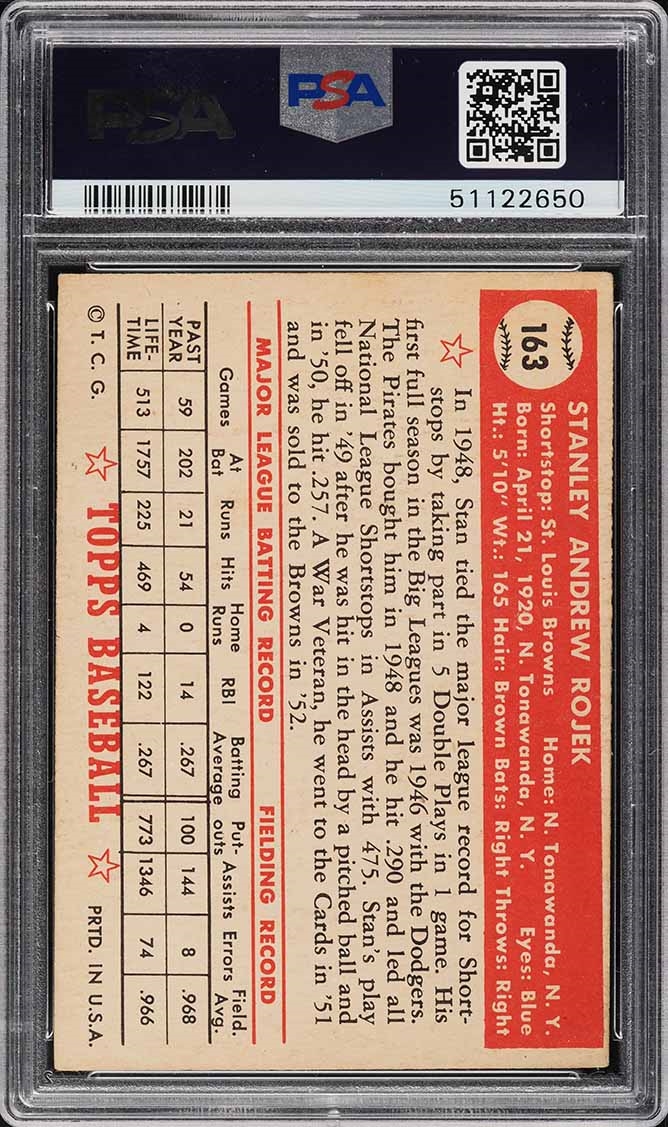 PSA
PSA
51122650
163
STANLEY ANDREW ROJEK
Shortstop: St. Louis Browns Home: N. Tonawanda, N. Y.
Born: April 21, 1920, N. Tonawanda, N. Y. Eyes: Blue
Ht.: 5'10" Wt.: 165 Hair: Brown Bats: Right Throws: Right
In 1948, Stan tied the major league record for Short-
stops by taking part in 5 Double Plays in 1 game. His
first full season in the Big Leagues was 1946 with the Dodgers.
The Pirates bought him in 1948 and he hit .290 and led all
National League Shortstops in Assists with 475. Stan's play
fell off in '49 after he was hit in the head by a pitched ball and
in '50, he hit .257. A War Veteran, he went to the Cards in '51
and was sold to the Browns in '52.
MAJOR LEAGUE BATTING RECORD FIELDING RECORD
Games At Bat Runs Hits Home Runs RBI Batting Average Put-outs Assists Errors Field. Avg.
PAST YEAR 59 202 21 54 0 14 .267 100 144 8 .968
LIFE-TIME 513 1757 225 469 4 122 .267 773 1346 74 .966
© T. C. G. TOPPS BASEBALL PRTD. IN U.S.A.